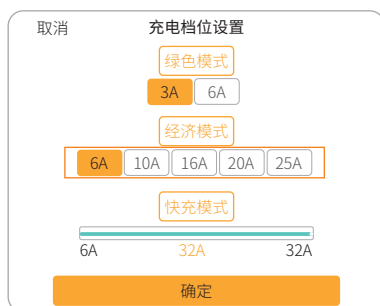 取消 充电档位设置
绿色模式
3A 6A
经济模式
6A 10A 16A 20A 25A
快充模式
6A 32A 32A
确定